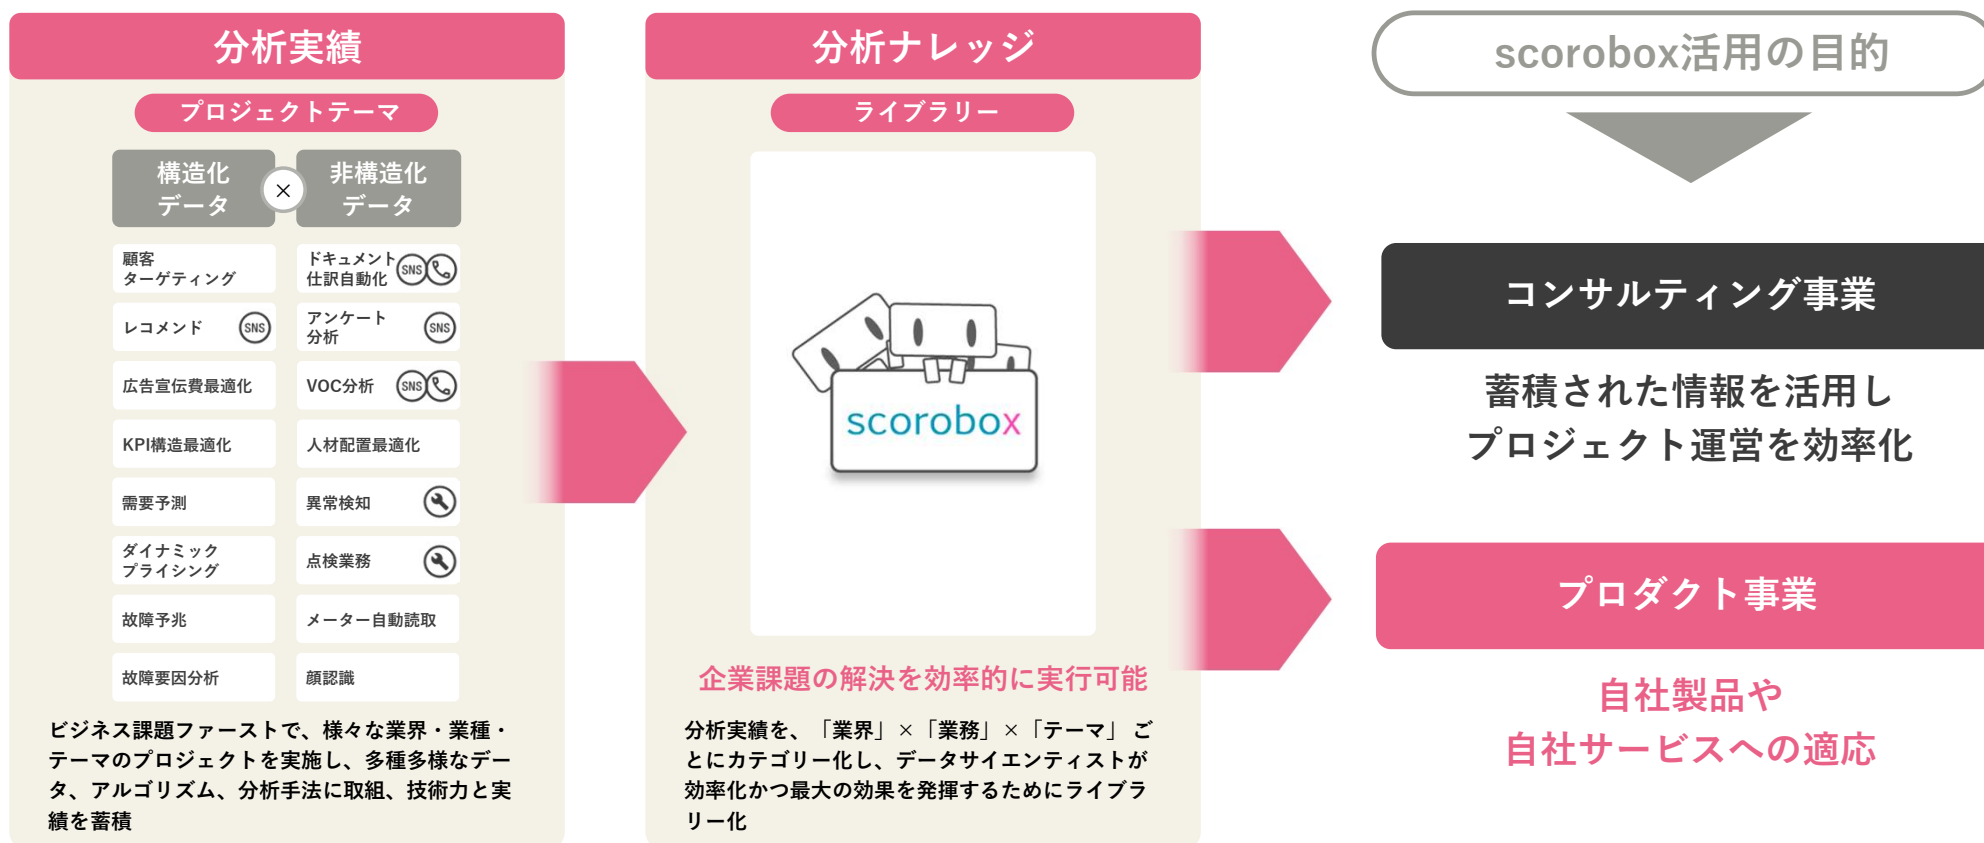 分析実績
プロジェクトテーマ
構造化
データ
×
非構造化
データ
顧客
ターゲティング
ドキュメント
仕訳自動化
SNS
レコメンド
SNS
アンケート
分析
SNS
広告宣伝費最適化
VOC分析
SNS
KPI構造最適化
人材配置最適化
需要予測
異常検知
ダイナミック
プライシング
点検業務
故障予兆
メーター自動読取
故障要因分析
顔認識
ビジネス課題ファーストで、様々な業界・業種・
テーマのプロジェクトを実施し、多種多様なデー
タ、アルゴリズム、分析手法に取組、技術力と実
績を蓄積
分析ナレッジ
ライブラリー
scorobox
企業課題の解決を効率的に実行可能
分析実績を、「業界」×「業務」×「テーマ」ご
とにカテゴリー化し、データサイエンティストが
効率化かつ最大の効果を発揮するためにライブラ
リー化
scorobox活用の目的
コンサルティング事業
蓄積された情報を活用し
プロジェクト運営を効率化
プロダクト事業
自社製品や
自社サービスへの適応